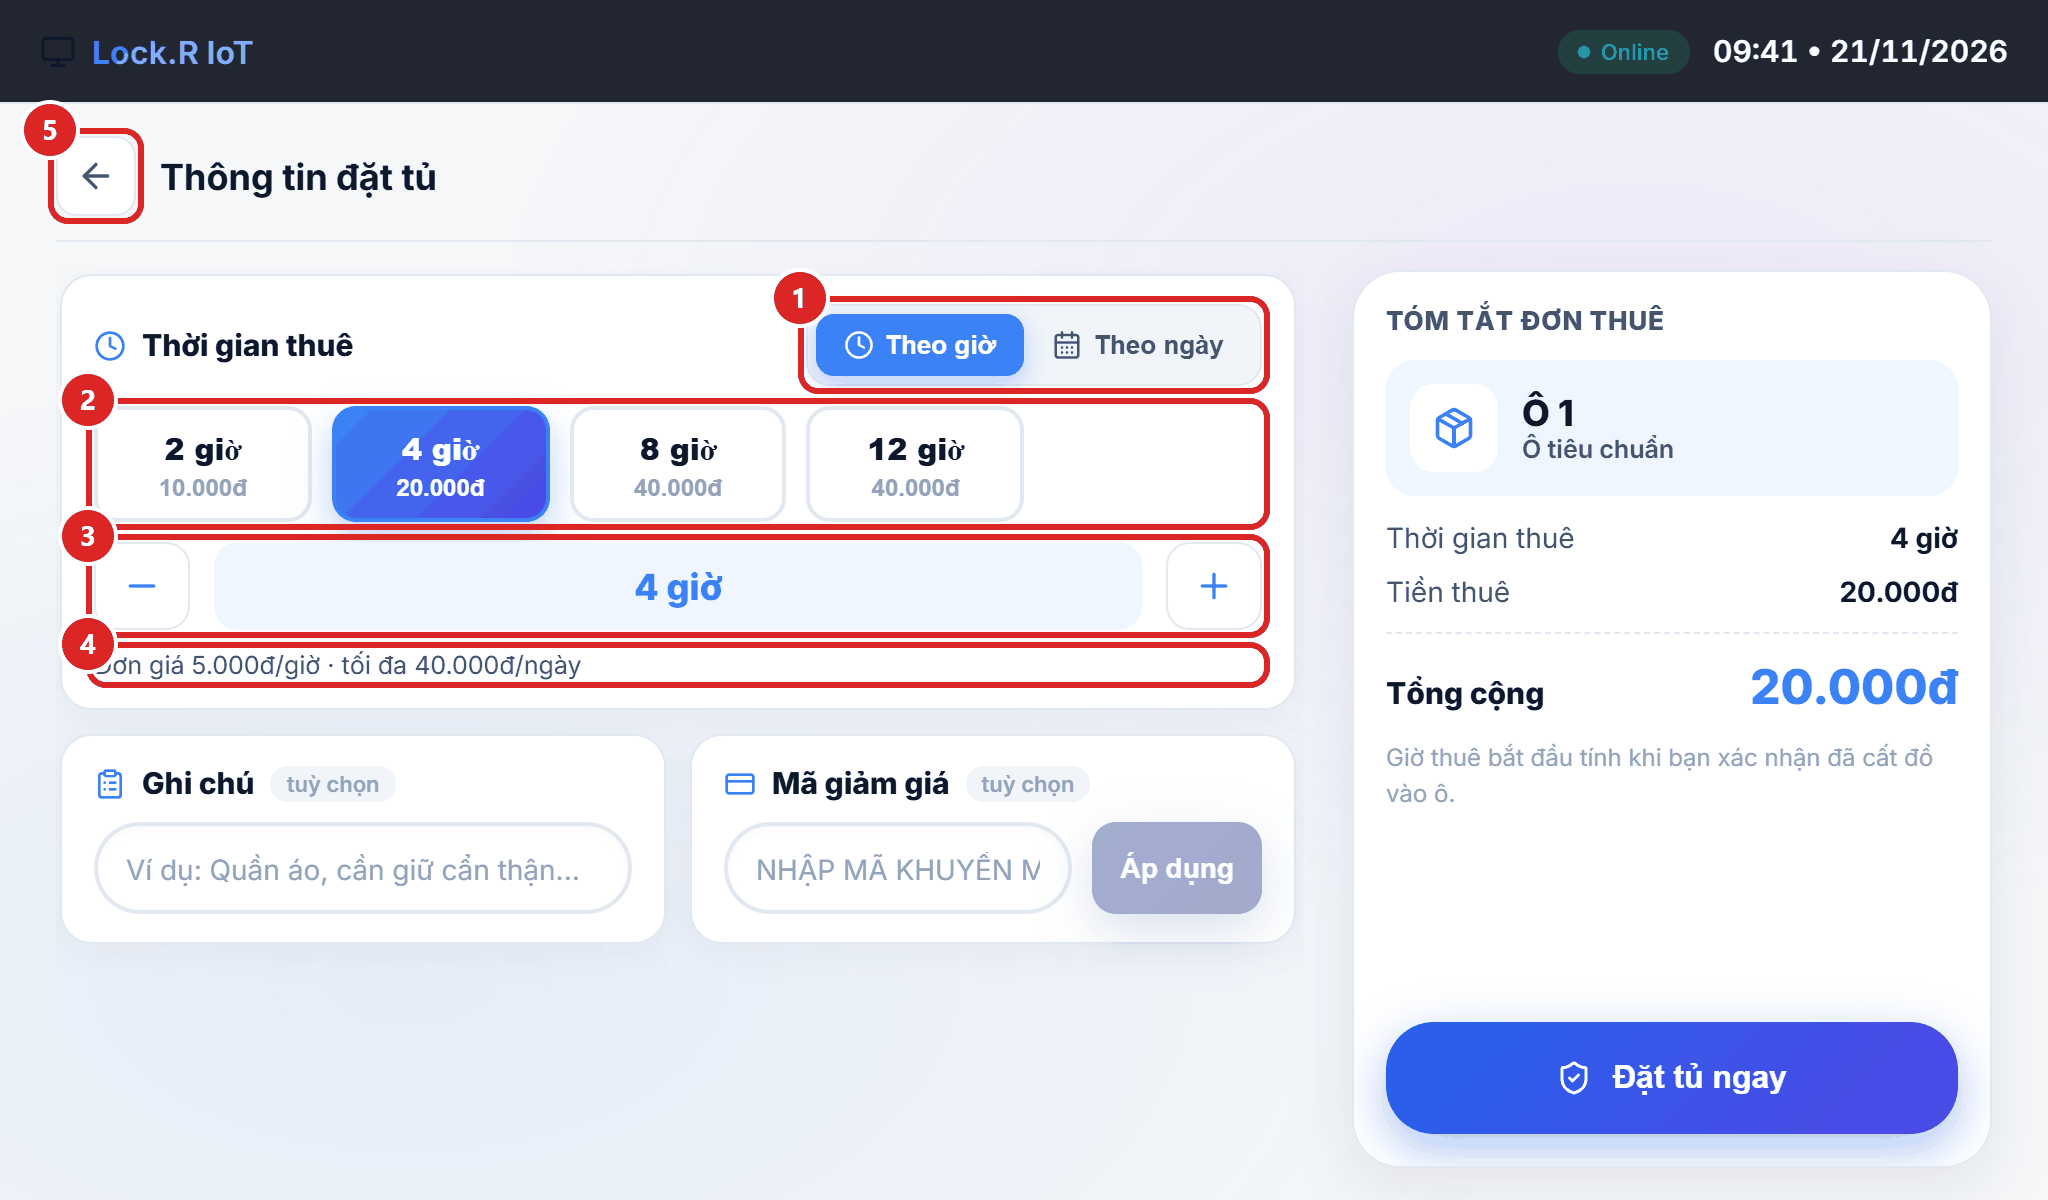 Lock.R IoT
Online
09:41 • 21/11/2026
5
Thông tin đặt tủ
1
Thời gian thuê
Theo giờ
Theo ngày
2
2 giờ
10.000đ
4 giờ
20.000đ
8 giờ
40.000đ
12 giờ
40.000đ
3
4 giờ
4
Đơn giá 5.000đ/giờ · tối đa 40.000đ/ngày
Ghi chú
tuỳ chọn
Ví dụ: Quần áo, cần giữ cẩn thận...
Mã giảm giá
tuỳ chọn
NHẬP MÃ KHUYẾN M
Áp dụng
TÓM TẮT ĐƠN THUÊ
Ô 1
Ô tiêu chuẩn
Thời gian thuê
4 giờ
Tiền thuê
20.000đ
Tổng cộng
20.000đ
Giờ thuê bắt đầu tính khi bạn xác nhận đã cất đồ
vào ô.
Đặt tủ ngay